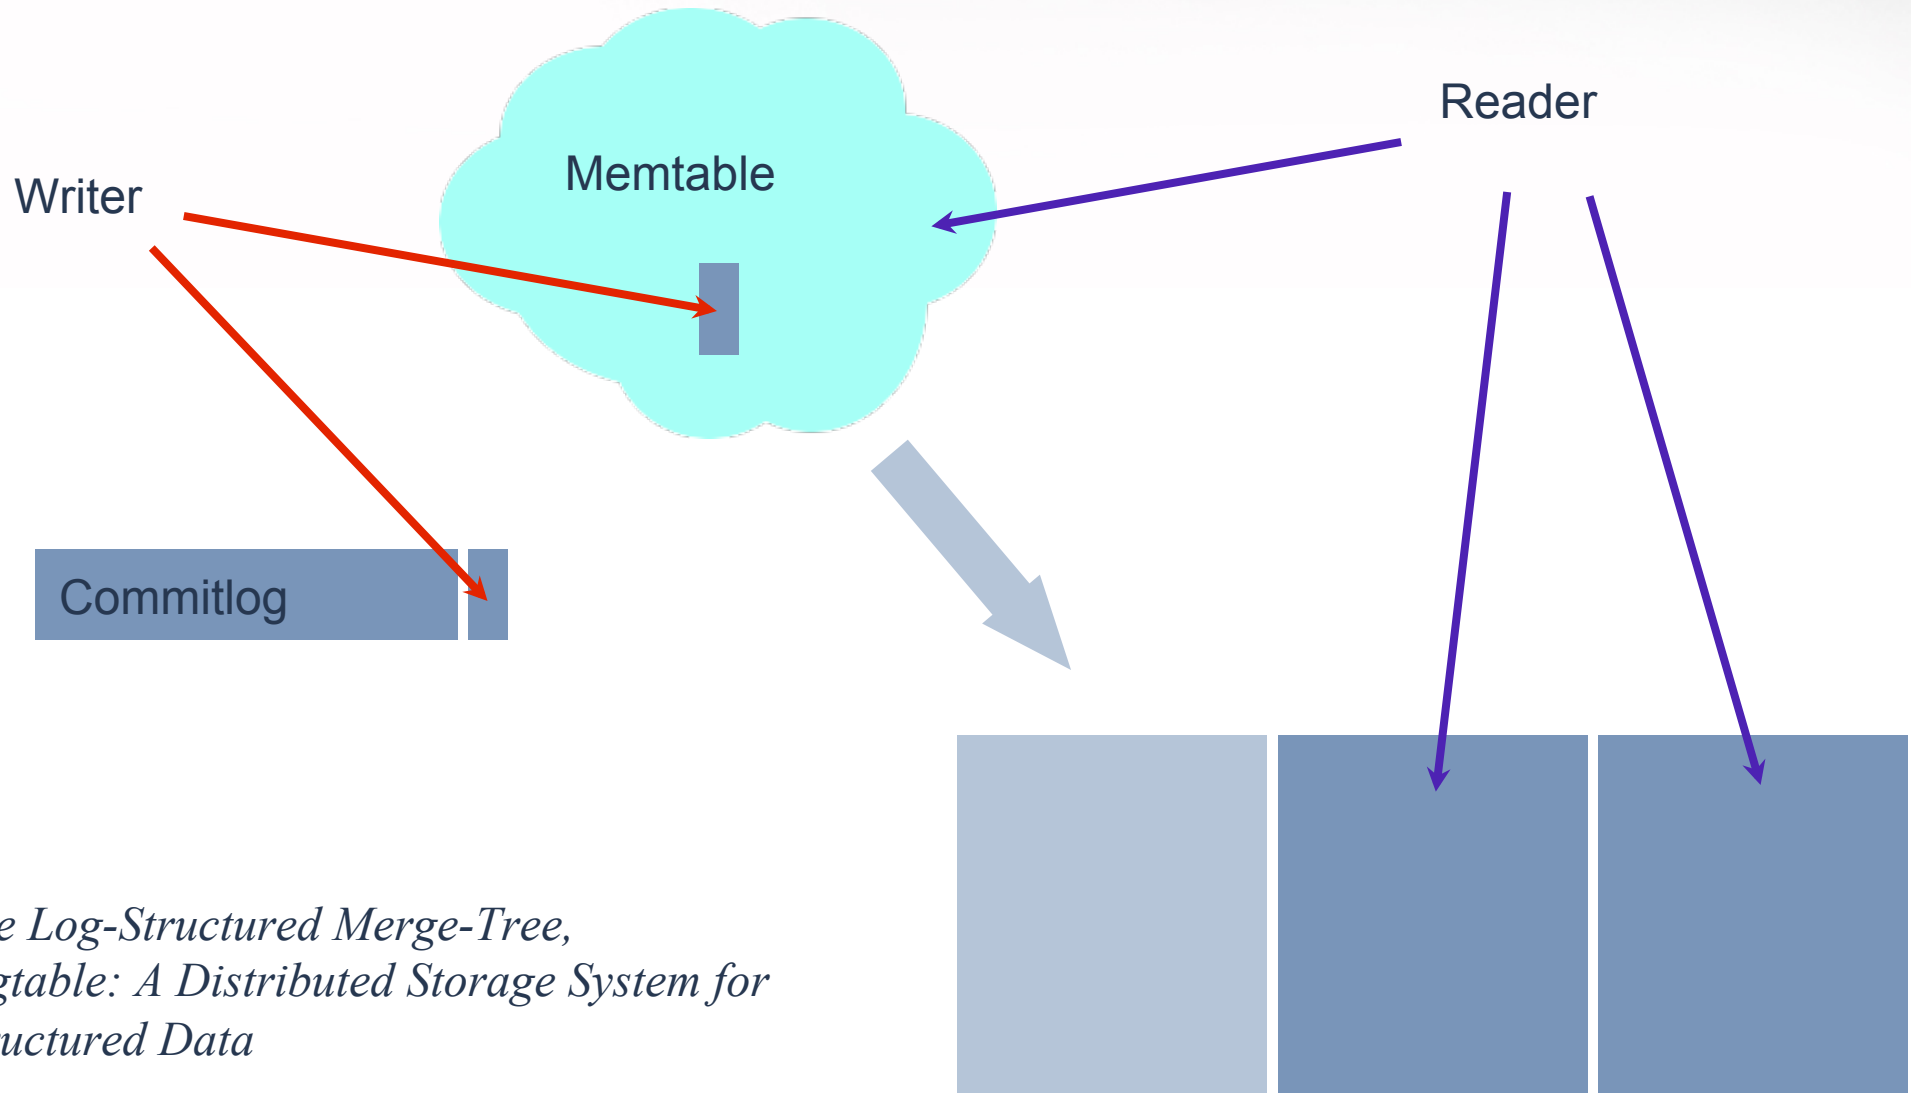 Reader
Memtable
Writer
Commitlog
e Log-Structured Merge-Tree,
gtable: A Distributed Storage System for
uctured Data